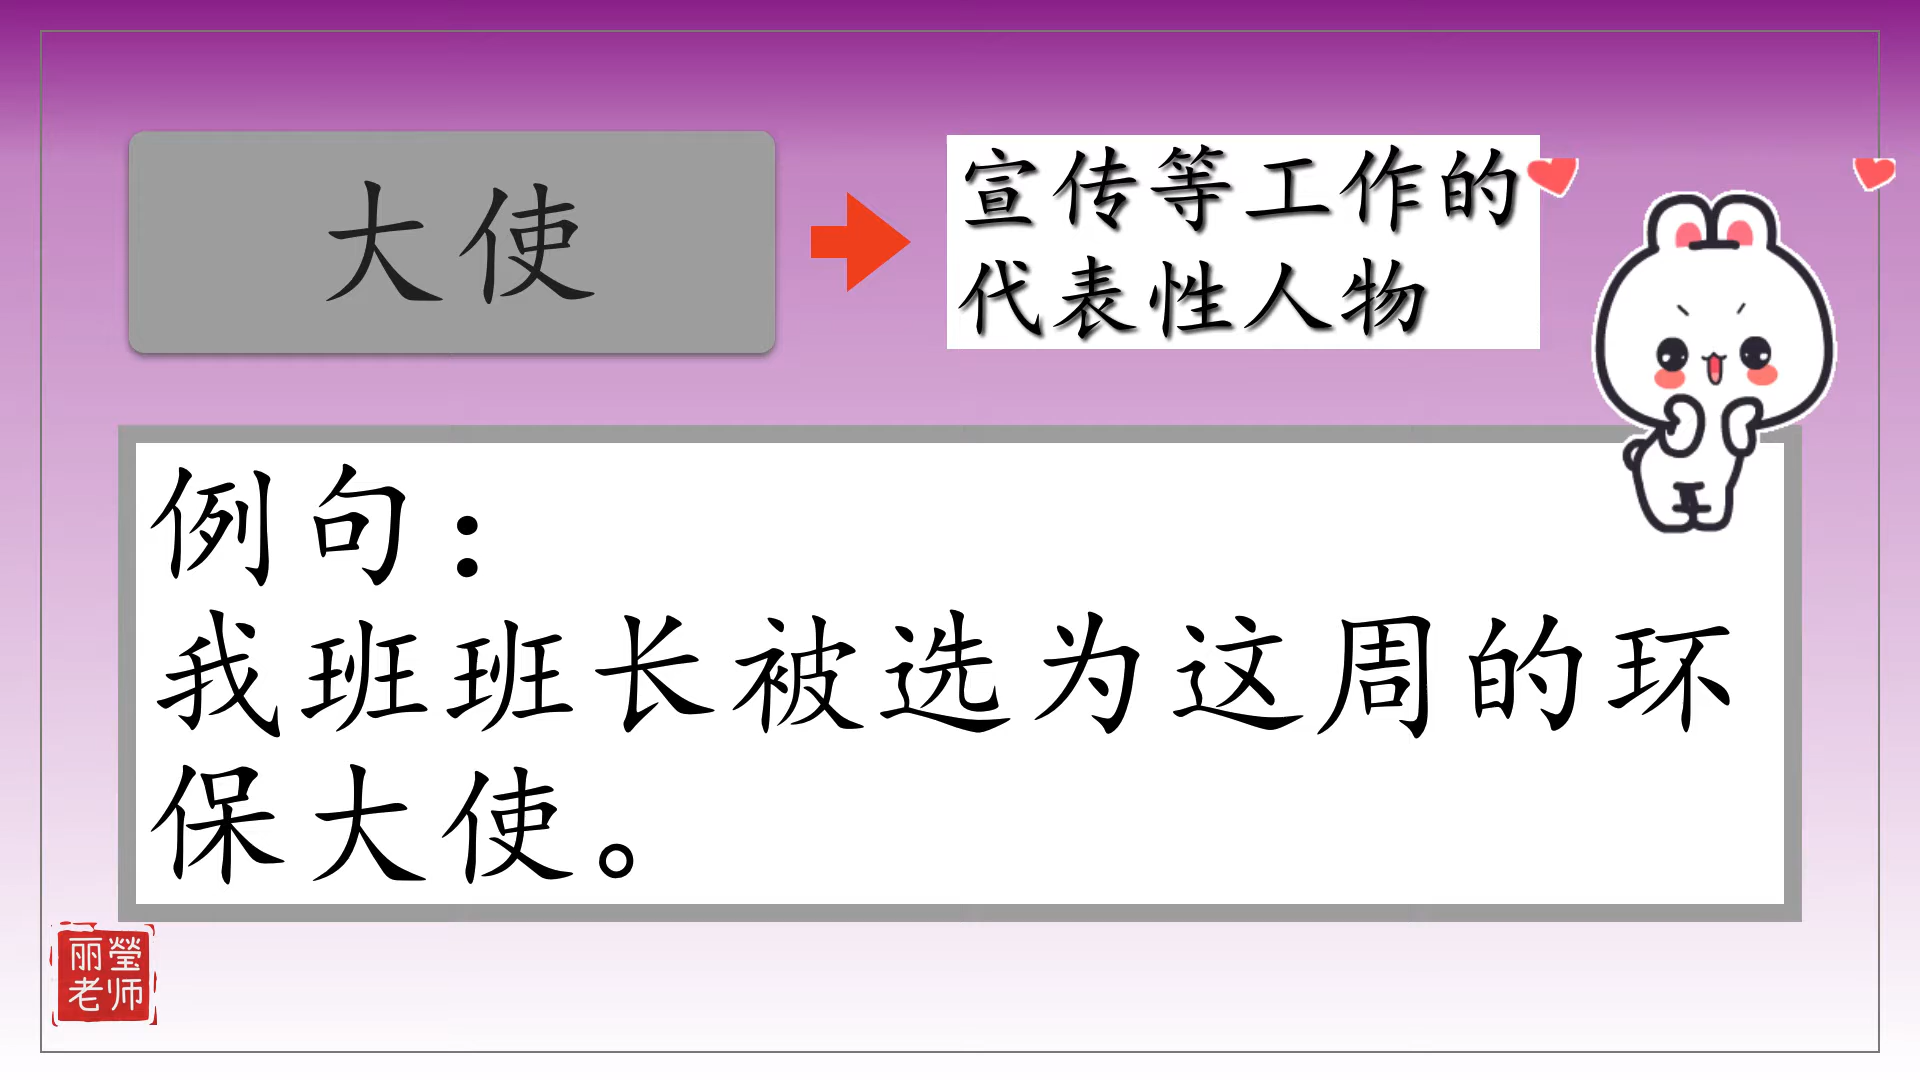 大使
宣传等工作的
代表性人物
例句：
我班班长被选为这周的环
保大使。
丽莹
老师